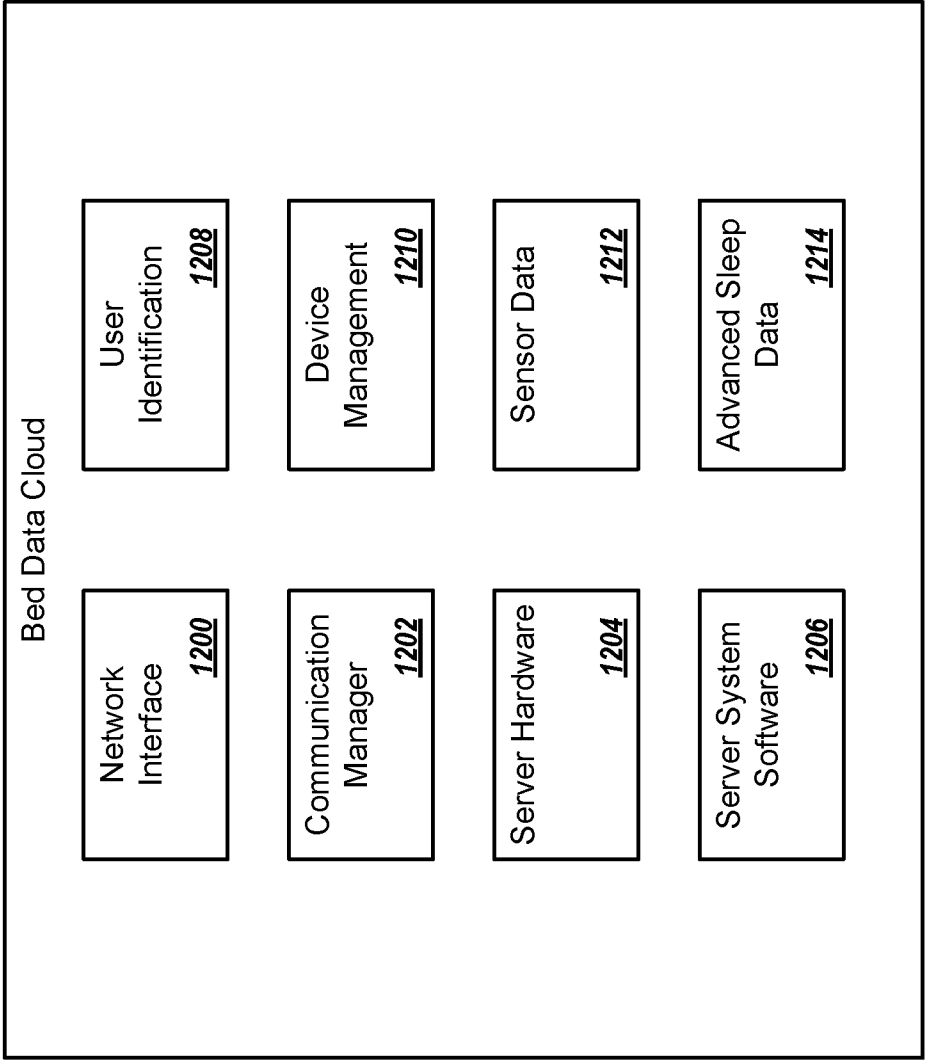 Bed Data Cloud
Network
Interface
1200
Communication
Manager
1202
Server Hardware
1204
Server System
Software
1206
User
Identification
1208
Device
Management
1210
Sensor Data
1212
Advanced Sleep
Data
1214